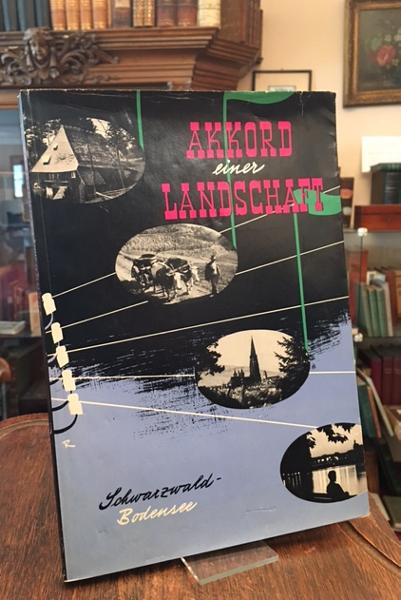 AKKORD
einer
LANDSCHAFT
Schwarzwald-
Bodensee
R